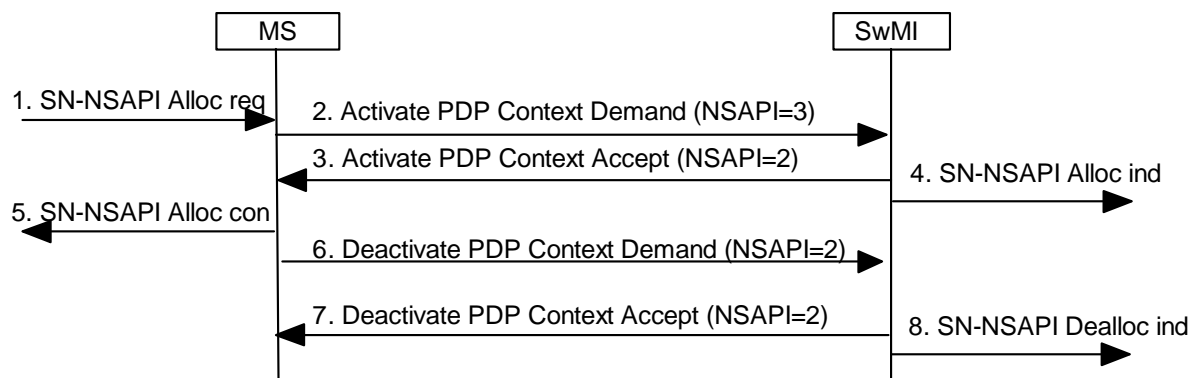 MS
SwMI
1. SN-NSAPI Alloc req
2. Activate PDP Context Demand (NSAPI=3)
3. Activate PDP Context Accept (NSAPI=2)
4. SN-NSAPI Alloc ind
5. SN-NSAPI Alloc con
6. Deactivate PDP Context Demand (NSAPI=2)
7. Deactivate PDP Context Accept (NSAPI=2)
8. SN-NSAPI Dealloc ind